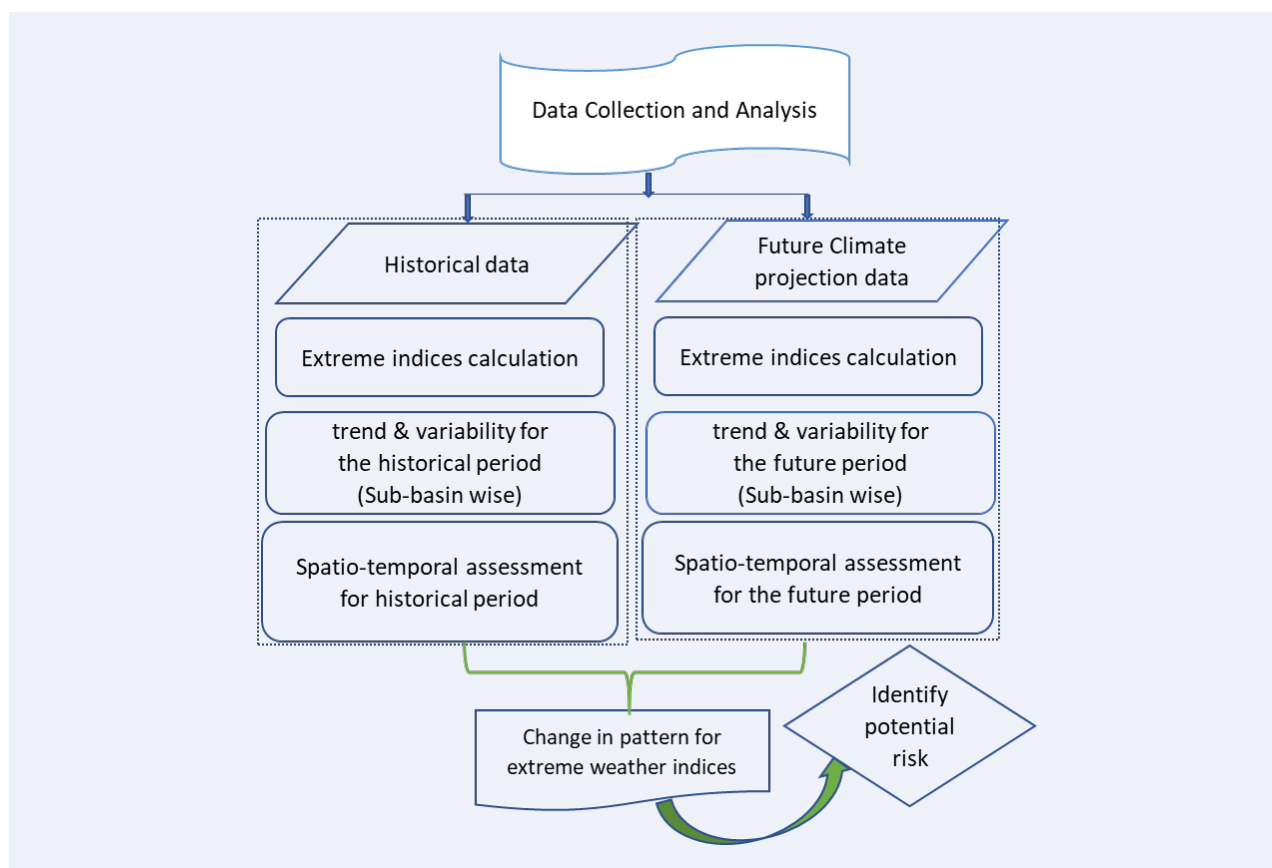 Data Collection and Analysis
Historical data
Extreme indices calculation
trend & variability for
the historical period
(Sub-basin wise)
Spatio-temporal assessment
for historical period
Future Climate
projection data
Extreme indices calculation
trend & variability for
the future period
(Sub-basin wise)
Spatio-temporal assessment
for the future period
Change in pattern for
extreme weather indices
Identify
potential
risk